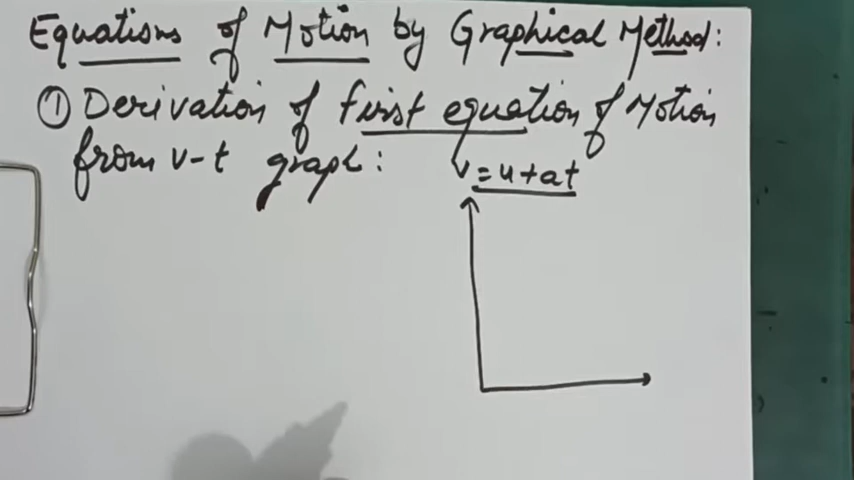 Equations of Motion by Graphical Method:
① Derivation of first equation of Motion
from v-t graph: v = u + at